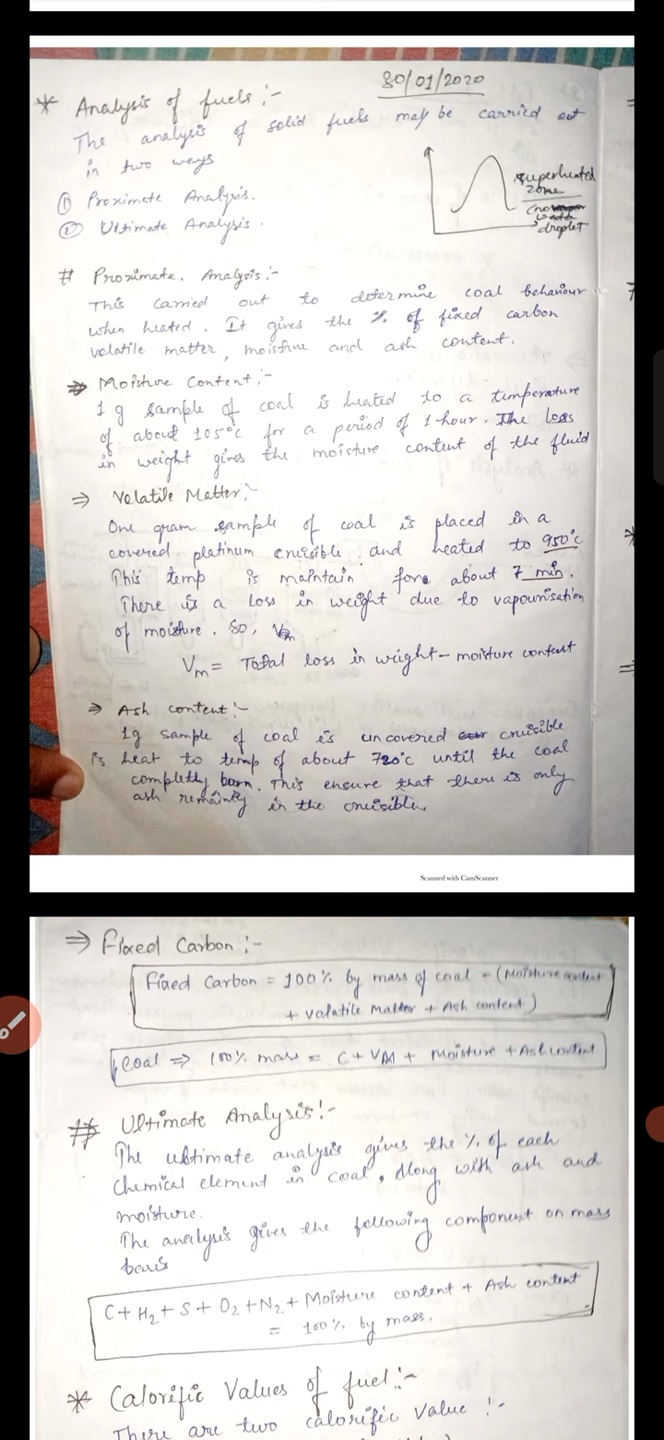 30/01/2020
* Analysis of fuels :-
The analysis of solid fuels may be carried out
in two ways
① Proximate Analysis.
② Ultimate Analysis.
superheated
zone
droplet
# Proximate. Analysis :-
This carried out to determine coal behaviour
when heated. It gives the % of fixed carbon
volatile matter, moisture and ash content.
⇒ Moisture Content :-
1 g sample of coal is heated to a temperature
of about 105°c for a period of 1 hour. The loss
in weight gives the moisture content of the fluid
⇒ Volatile Matter :-
One gram sample of coal is placed in a
covered platinum cruisible and heated to 950°c
This temp is maintain fore about 7 min.
There is a loss in weight due to vapourisation
of moisture. So, Vm
Vm = Total loss in wright - moisture content
⇒ Ash content :-
1g sample of coal is uncovered cruisible
is heat to temp of about 720°c until the coal
completly born. This ensure that there is only
ash remainly in the cruisible,
Scanned with CamScanner
⇒ Fixed Carbon :-
Fixed Carbon = 100% by mass of coal - (Moisture content
+ valatile Matter + Ash content)
Coal ⇒ 100% mass = C + VM + Moisture + Ash content
# Ultimate Analysis :-
The ultimate analysis gives the % of each
Chemical element in coal, Along with ash and
moisture.
The analysis gives the following component on mass
basis
C + H2 + S + O2 + N2 + Moisture content + Ash content
= 100% by mass.
* Calorific Values of fuel :-
There are two calorific value :-